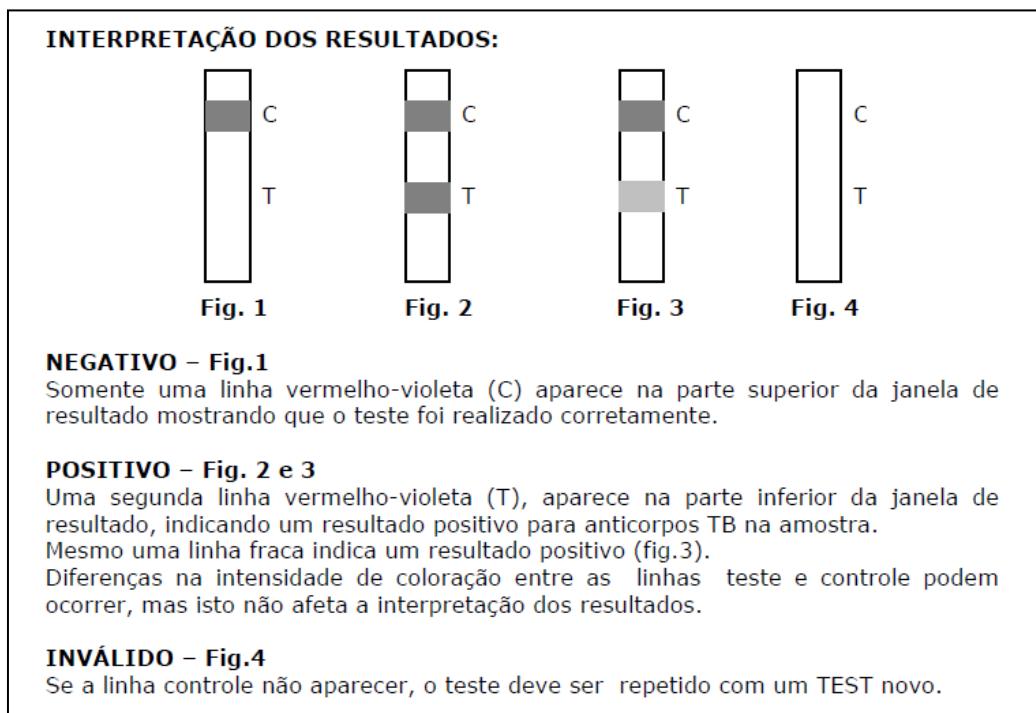 INTERPRETAÇÃO DOS RESULTADOS:
C C C C
T T T T
Fig. 1 Fig. 2 Fig. 3 Fig. 4
NEGATIVO – Fig.1
Somente uma linha vermelho-violeta (C) aparece na parte superior da janela de
resultado mostrando que o teste foi realizado corretamente.
POSITIVO – Fig. 2 e 3
Uma segunda linha vermelho-violeta (T), aparece na parte inferior da janela de
resultado, indicando um resultado positivo para anticorpos TB na amostra.
Mesmo uma linha fraca indica um resultado positivo (fig.3).
Diferenças na intensidade de coloração entre as linhas teste e controle podem
ocorrer, mas isto não afeta a interpretação dos resultados.
INVÁLIDO – Fig.4
Se a linha controle não aparecer, o teste deve ser repetido com um TEST novo.